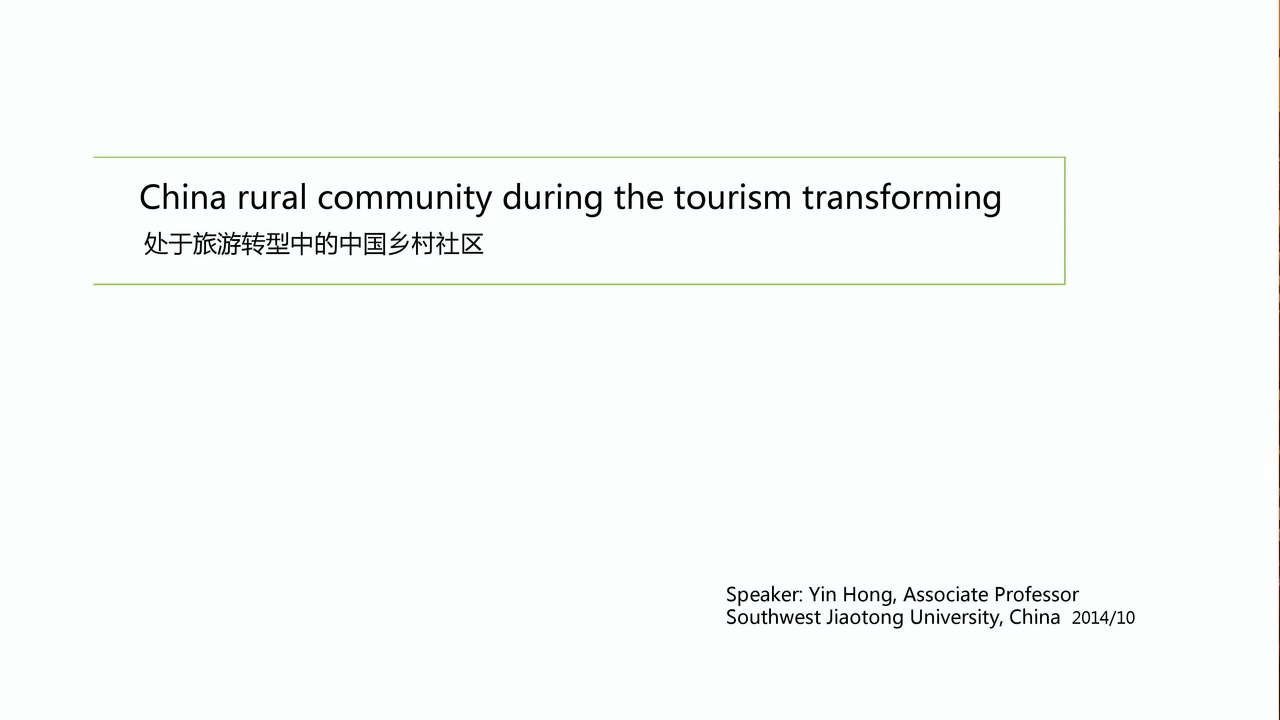 China rural community during the tourism transforming
处于旅游转型中的中国乡村社区
Speaker: Yin Hong, Associate Professor
Southwest Jiaotong University, China 2014/10